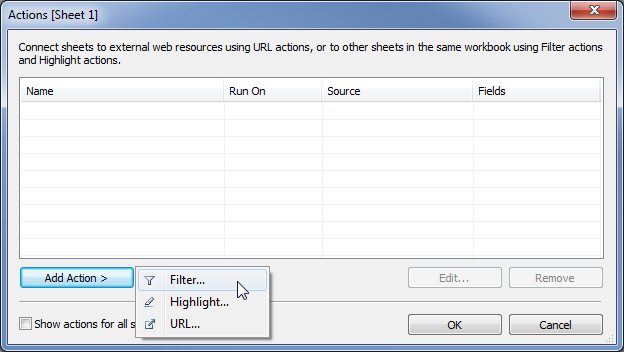 Actions [Sheet 1]
Connect sheets to external web resources using URL actions, or to other sheets in the same workbook using Filter actions
and Highlight actions.
Name Run On Source Fields
Add Action > Edit... Remove
Filter...
Highlight...
URL...
Show actions for all s OK Cancel